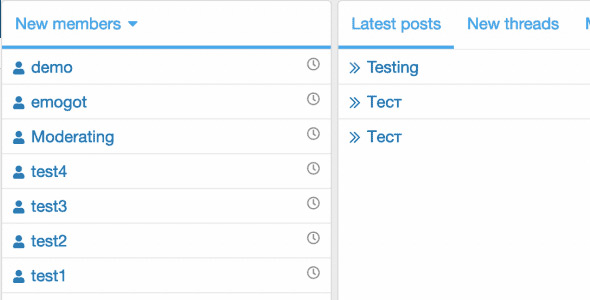 New members
demo
emogot
Moderating
test4
test3
test2
test1
Latest posts New threads
Testing
Тест
Тест